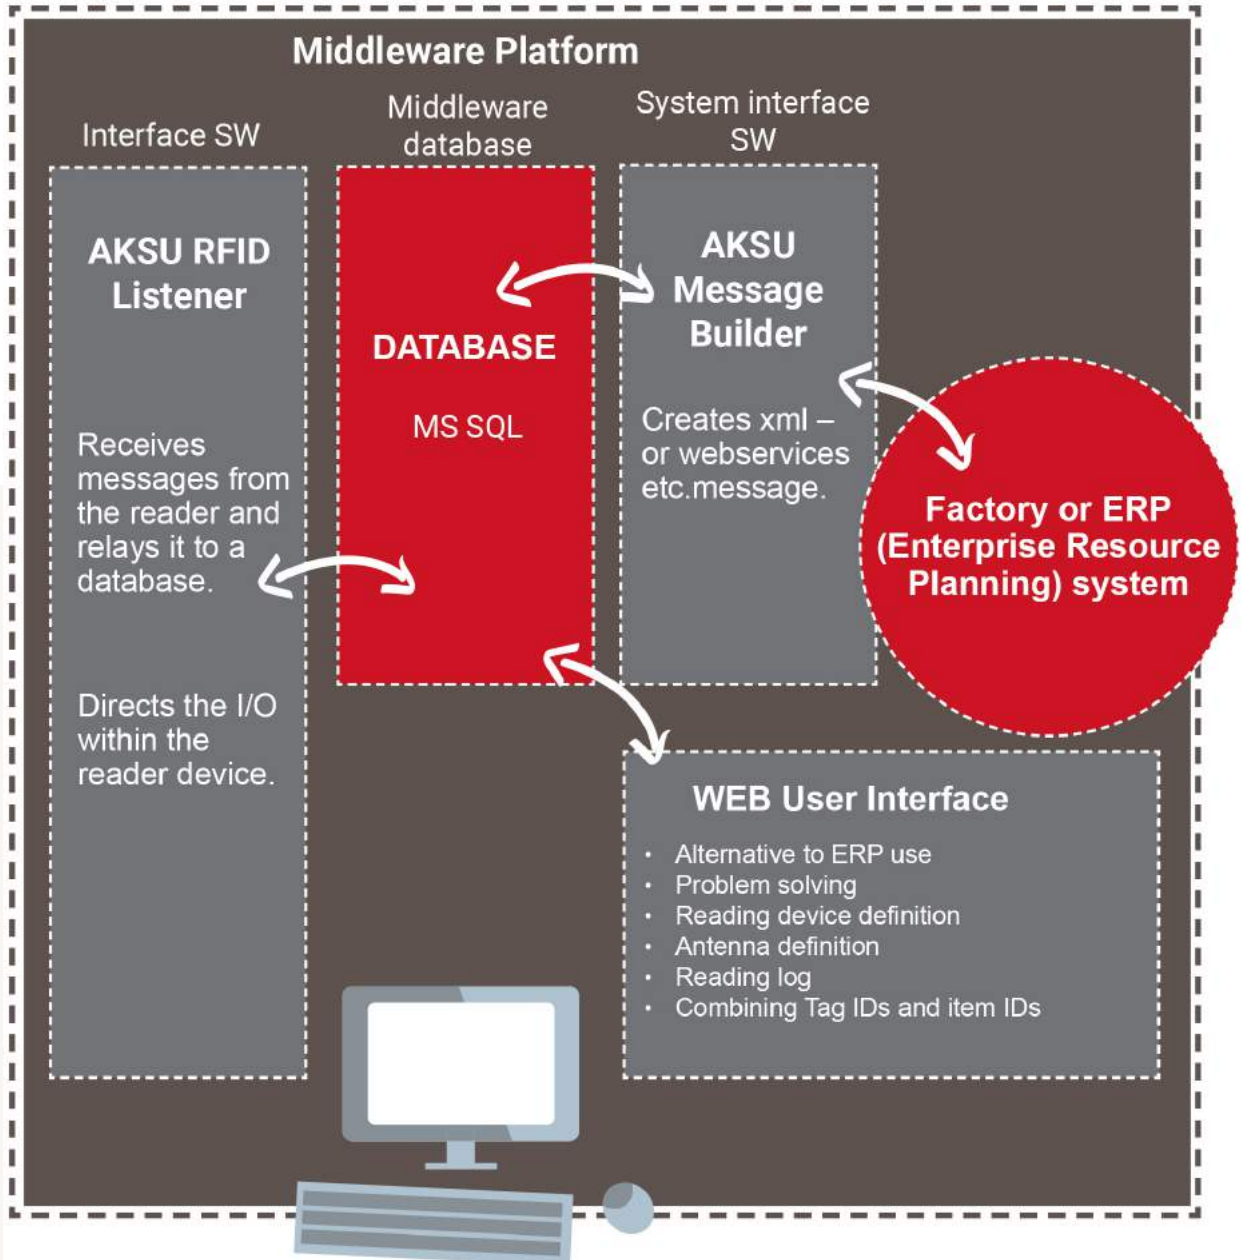 Middleware Platform
Interface SW
AKSU RFID
Listener
Receives
messages from
the reader and
relays it to a
database.
Directs the I/O
within the
reader device.
Middleware
database
DATABASE
MS SQL
System interface
SW
AKSU
Message
Builder
Creates xml –
or webservices
etc.message.
Factory or ERP
(Enterprise Resource
Planning) system
WEB User Interface
• Alternative to ERP use
• Problem solving
• Reading device definition
• Antenna definition
• Reading log
• Combining Tag IDs and item IDs